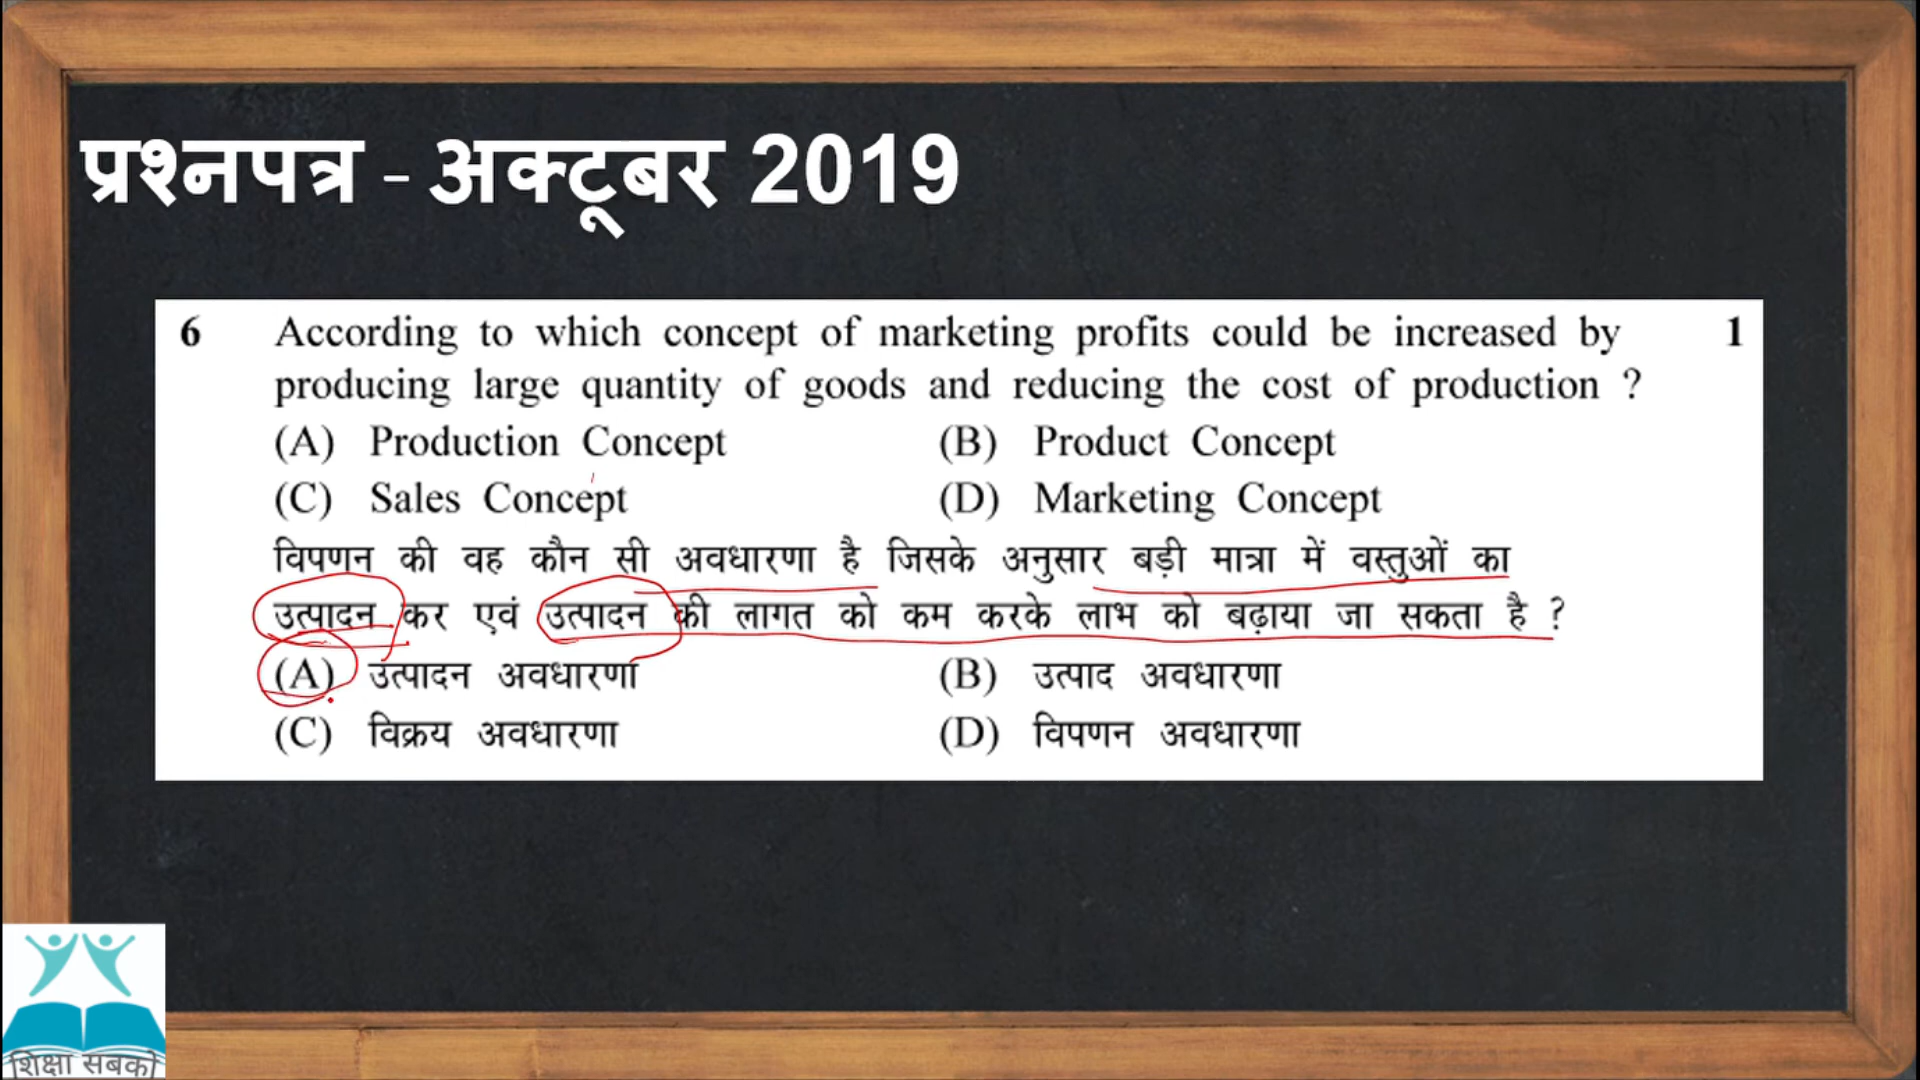 प्रश्नपत्र - अक्टूबर 2019
6 According to which concept of marketing profits could be increased by 1
producing large quantity of goods and reducing the cost of production ?
(A) Production Concept (B) Product Concept
(C) Sales Concept (D) Marketing Concept
विपणन की वह कौन सी अवधारणा है जिसके अनुसार बड़ी मात्रा में वस्तुओं का
उत्पादन कर एवं उत्पादन की लागत को कम करके लाभ को बढ़ाया जा सकता है ?
(A) उत्पादन अवधारणा (B) उत्पाद अवधारणा
(C) विक्रय अवधारणा (D) विपणन अवधारणा
शिक्षा सबको